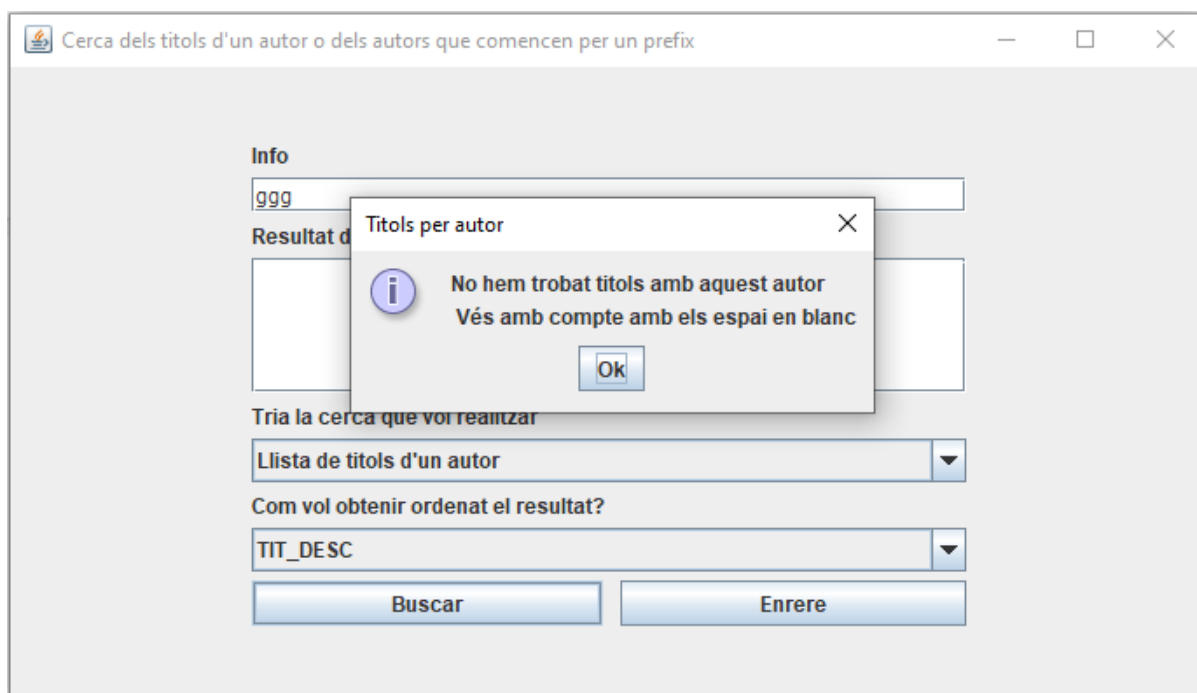 Cerca dels titols d'un autor o dels autors que comencen per un prefix
Info
ggg
Titols per autor
Resultat d
No hem trobat titols amb aquest autor
Vés amb compte amb els espai en blanc
Ok
Tria la cerca que vol realitzar
Llista de titols d'un autor
Com vol obtenir ordenat el resultat?
TIT_DESC
Buscar
Enrere